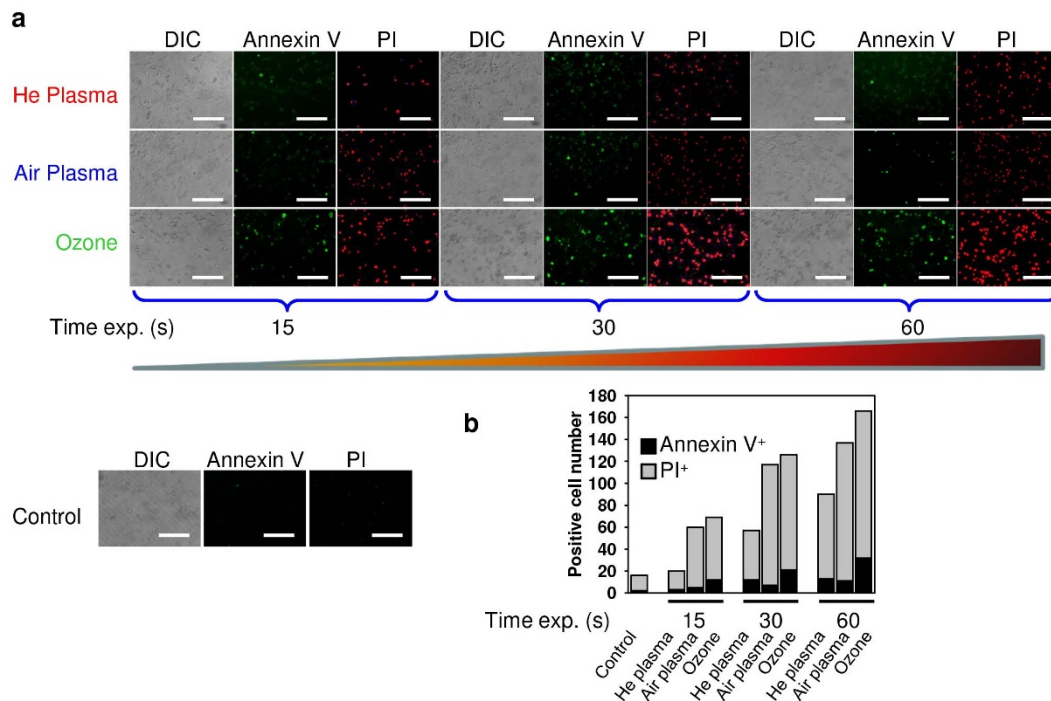 a
DIC Annexin V PI DIC Annexin V PI DIC Annexin V PI
He Plasma
Air Plasma
Ozone
Time exp. (s) 15 30 60
DIC Annexin V PI
Control
b
180
160
140
120
100
80
60
40
20
0
Positive cell number
Annexin V+
PI+
Time exp. (s) 15 30 60
Control He plasma Air plasma Ozone He plasma Air plasma Ozone He plasma Air plasma Ozone